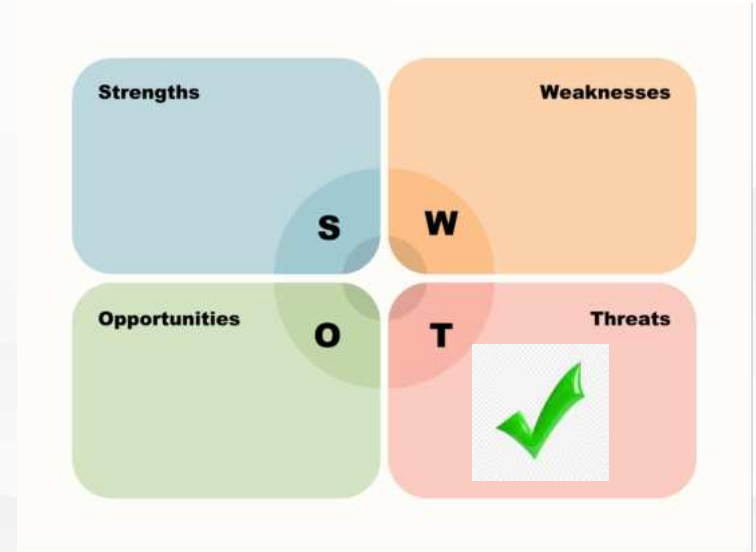 Strengths
Weaknesses
S
W
Opportunities
Threats
O
T